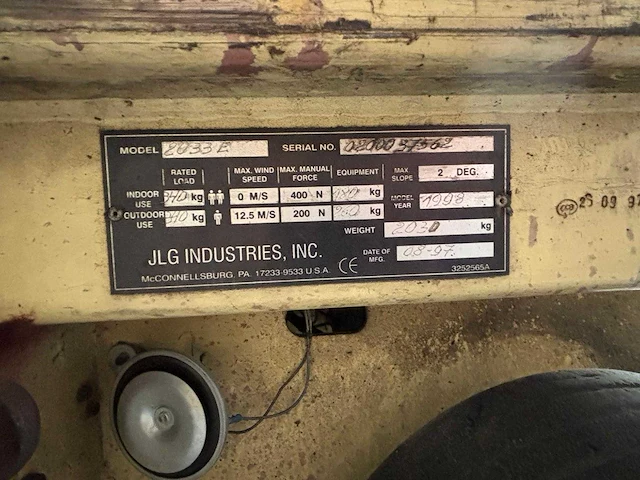 MODEL 2033E SERIAL NO.
RATED LOAD MAX. WIND SPEED MAX. MANUAL FORCE EQUIPMENT MAX SLOPE 2 DEG.
INDOOR USE kg 0 M/S 400 N kg MODEL YEAR 1998
OUTDOOR USE kg 12.5 M/S 200 N kg
WEIGHT 2030 kg
JLG INDUSTRIES, INC. DATE OF MFG. 08-97
McCONNELLSBURG, PA 17233-9533 U.S.A. CE 3252565A
09 97